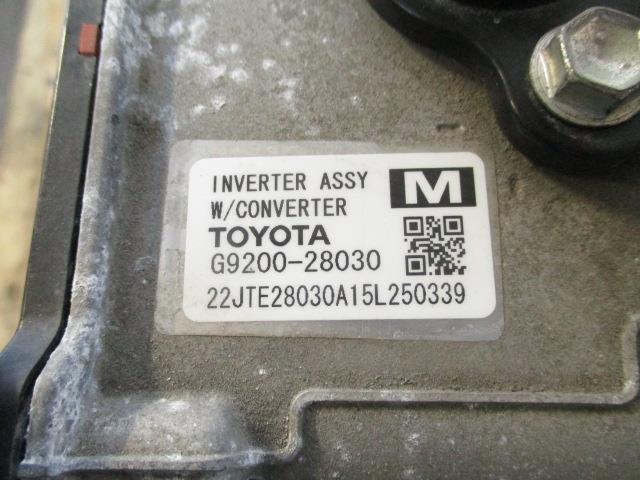 INVERTER ASSY M
W/CONVERTER
TOYOTA
G9200-28030
22JTE28030A15L250339